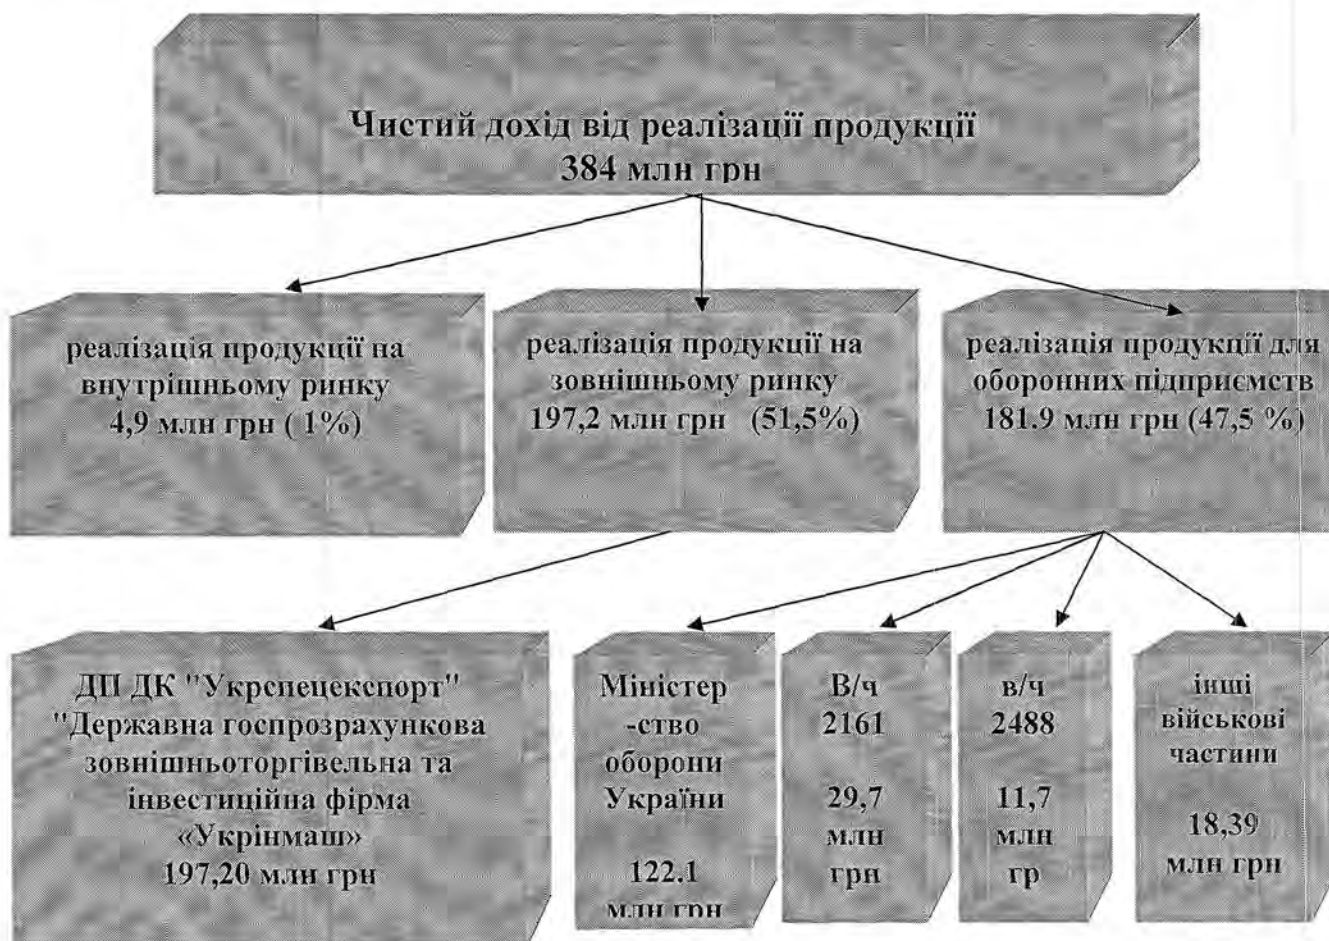 Чистий дохід від реалізації продукції
384 млн грн
реалізація продукції на
внутрішньому ринку
4,9 млн грн ( 1%)
реалізація продукції на
зовнішньому ринку
197,2 млн грн (51,5%)
реалізація продукції для
оборонних підприємств
181.9 млн грн (47,5 %)
ДП ДК "Укрспецекспорт"
"Державна госпрозрахункова
зовнішньоторгівельна та
інвестиційна фірма
«Укрінмаш»
197,20 млн грн
Міністер
-ство
оборони
України
122.1
млн грн
В/ч
2161
29,7
млн
грн
в/ч
2488
11,7
млн
гр
інші
військові
частини
18,39
млн грн